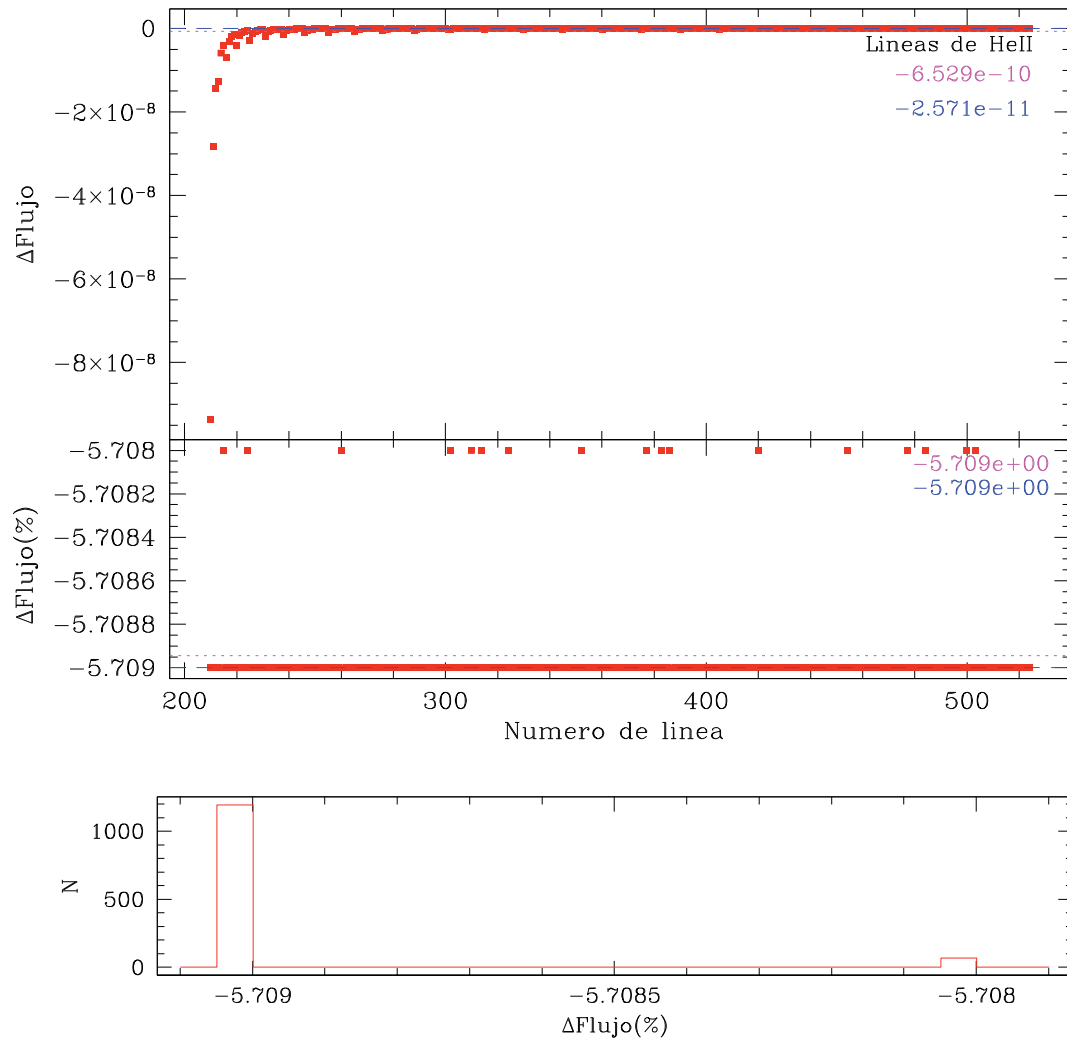 0
Lineas de HeII
−6.529e−10
−2×10⁻⁸
−2.571e−11
−4×10⁻⁸
ΔFlujo
−6×10⁻⁸
−8×10⁻⁸
−5.708
−5.709e+00
−5.7082
−5.709e+00
−5.7084
ΔFlujo(%)
−5.7086
−5.7088
−5.709
200 300 400 500
Numero de linea
1000
N
500
0
−5.709 −5.7085 −5.708
ΔFlujo(%)